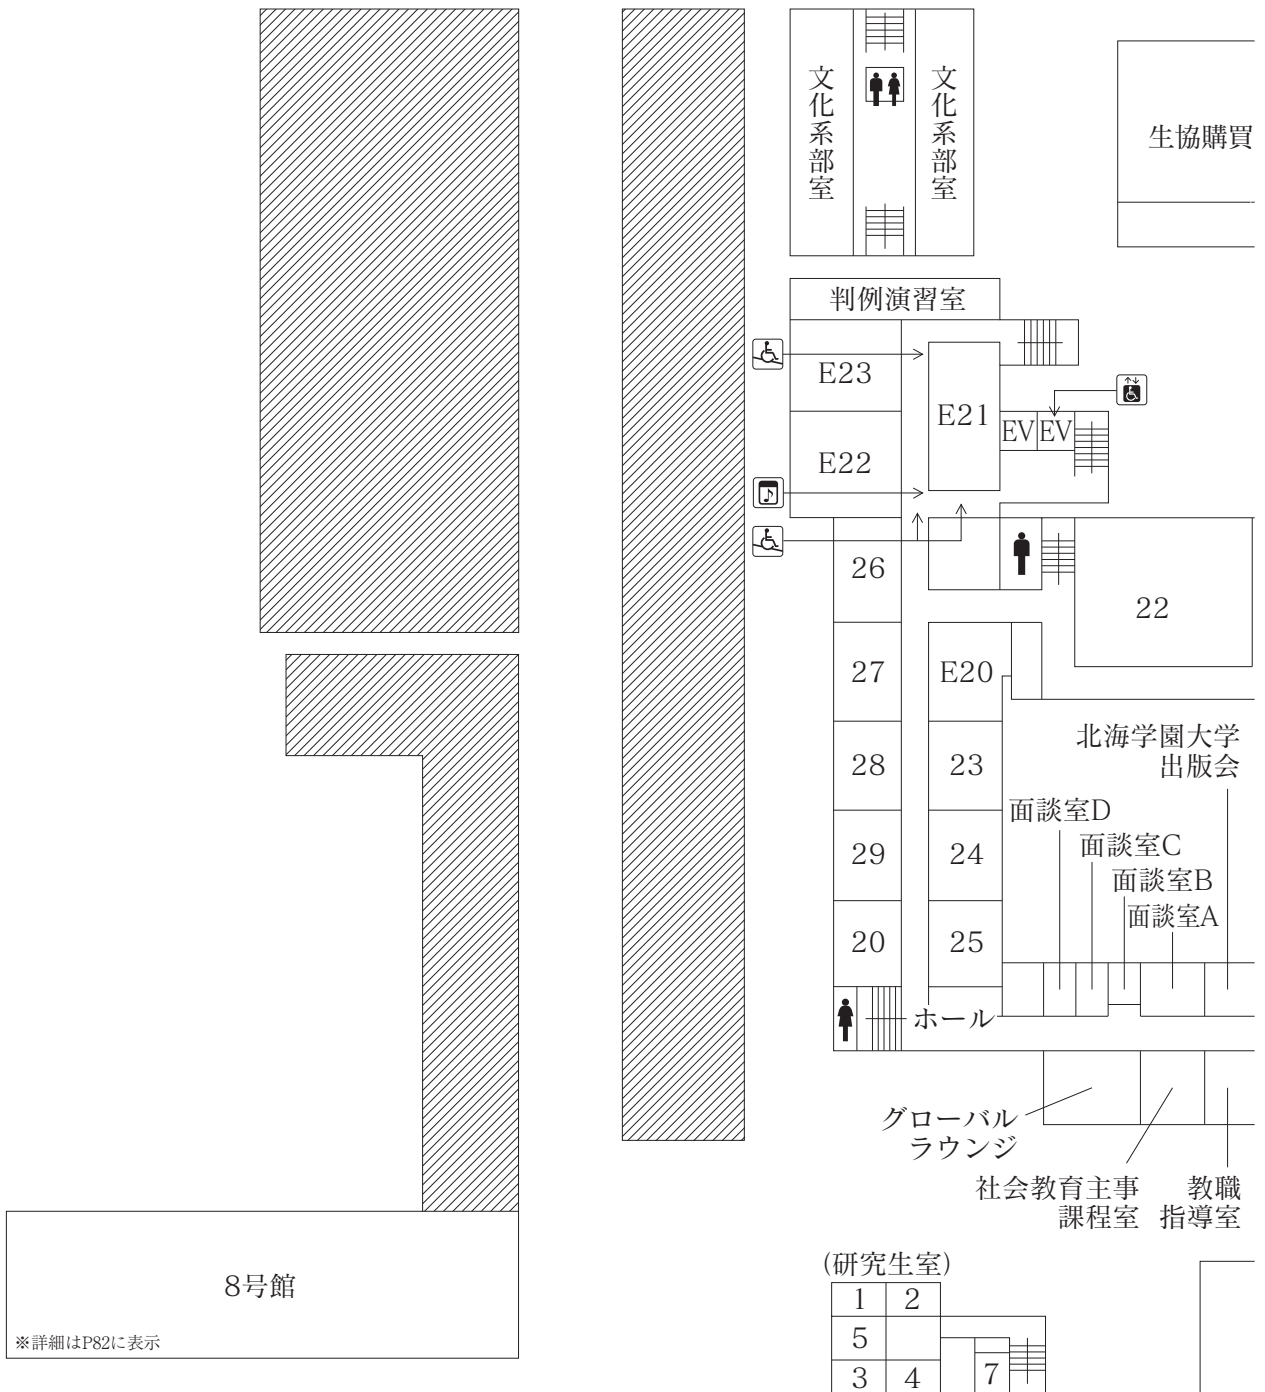 文化系部室
文化系部室
生協購買
判例演習室
E23
E21
EV
EV
E22
26
22
27
E20
北海学園大学
出版会
28
23
面談室D
面談室C
29
24
面談室B
面談室A
20
25
ホール
グローバル
ラウンジ
社会教育主事
課程室
教職
指導室
8号館
※詳細はP82に表示
(研究生室)
1
2
5
3
4
7